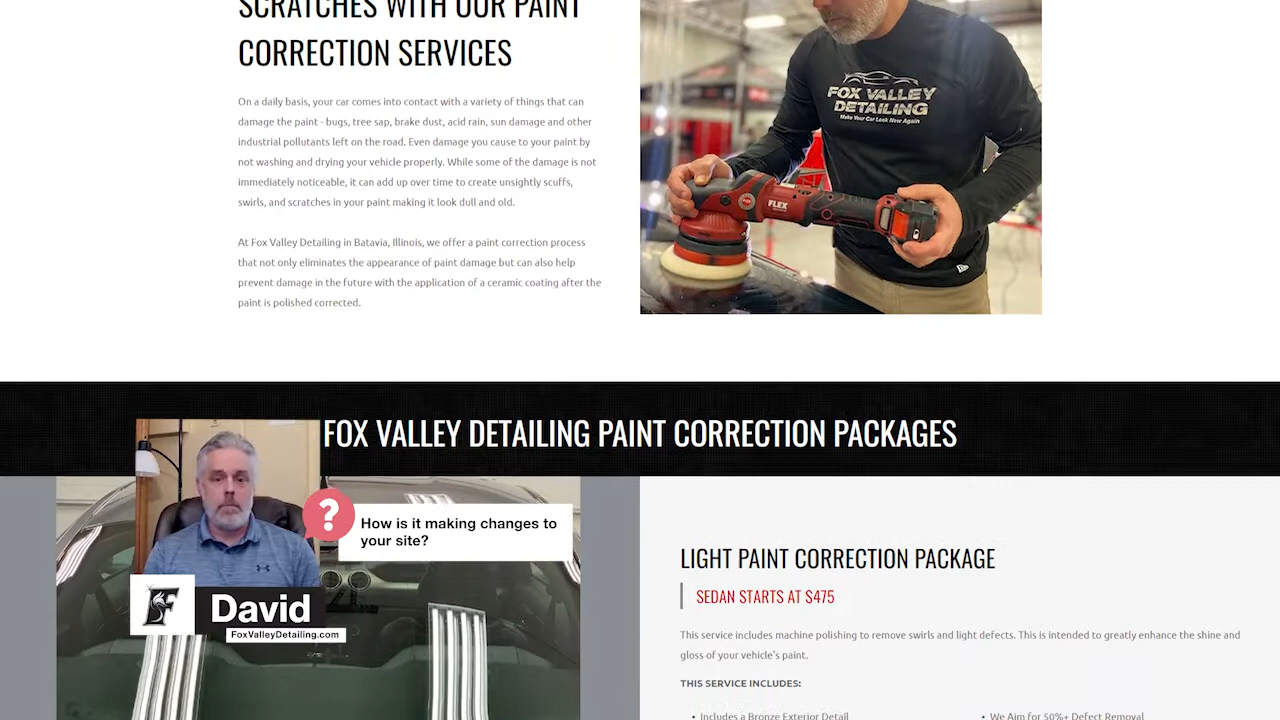 SCRATCHES WITH OUR PAINT
CORRECTION SERVICES
On a daily basis, your car comes into contact with a variety of things that can
damage the paint - bugs, tree sap, brake dust, acid rain, sun damage and other
industrial pollutants left on the road. Even damage you cause to your paint by
not washing and drying your vehicle properly. While some of the damage is not
immediately noticeable, it can add up over time to create unsightly scuffs,
swirls, and scratches in your paint making it look dull and old.
At Fox Valley Detailing in Batavia, Illinois, we offer a paint correction process
that not only eliminates the appearance of paint damage but can also help
prevent damage in the future with the application of a ceramic coating after the
paint is polished corrected.
FOX VALLEY
DETAILING
Make Your Car Look New Again
FLEX
FOX VALLEY DETAILING PAINT CORRECTION PACKAGES
?
How is it making changes to
your site?
F
David
FoxValleyDetailing.com
LIGHT PAINT CORRECTION PACKAGE
SEDAN STARTS AT $475
This service includes machine polishing to remove swirls and light defects. This is intended to greatly enhance the shine and
gloss of your vehicle's paint.
THIS SERVICE INCLUDES:
• Includes a Bronze Exterior Detail
• We Aim for 50%+ Defect Removal